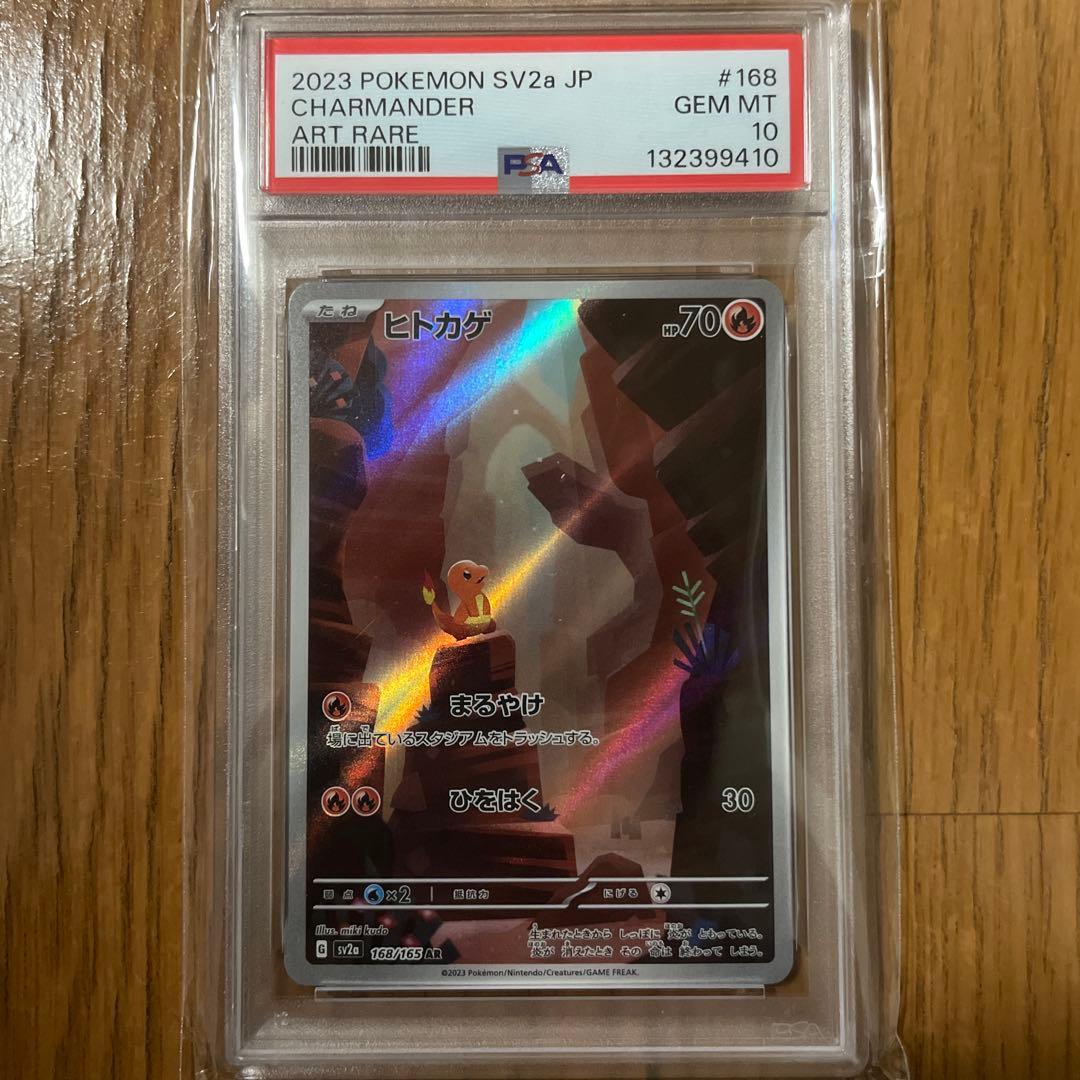 2023 POKEMON SV2a JP #168
CHARMANDER GEM MT
ART RARE 10
PSA 132399410
たね ヒトカゲ HP70
まるやけ
場に出ているスタジアムをトラッシュする。
ひをはく 30
弱点 ×2 抵抗力 にげる
Illus. miki kudo
生まれたときから しっぽに 炎が ともっている。
炎が 消えたとき その 命は 終わって しまう。
G sv2a 168/165 AR
©2023 Pokémon/Nintendo/Creatures/GAME FREAK.
PSA